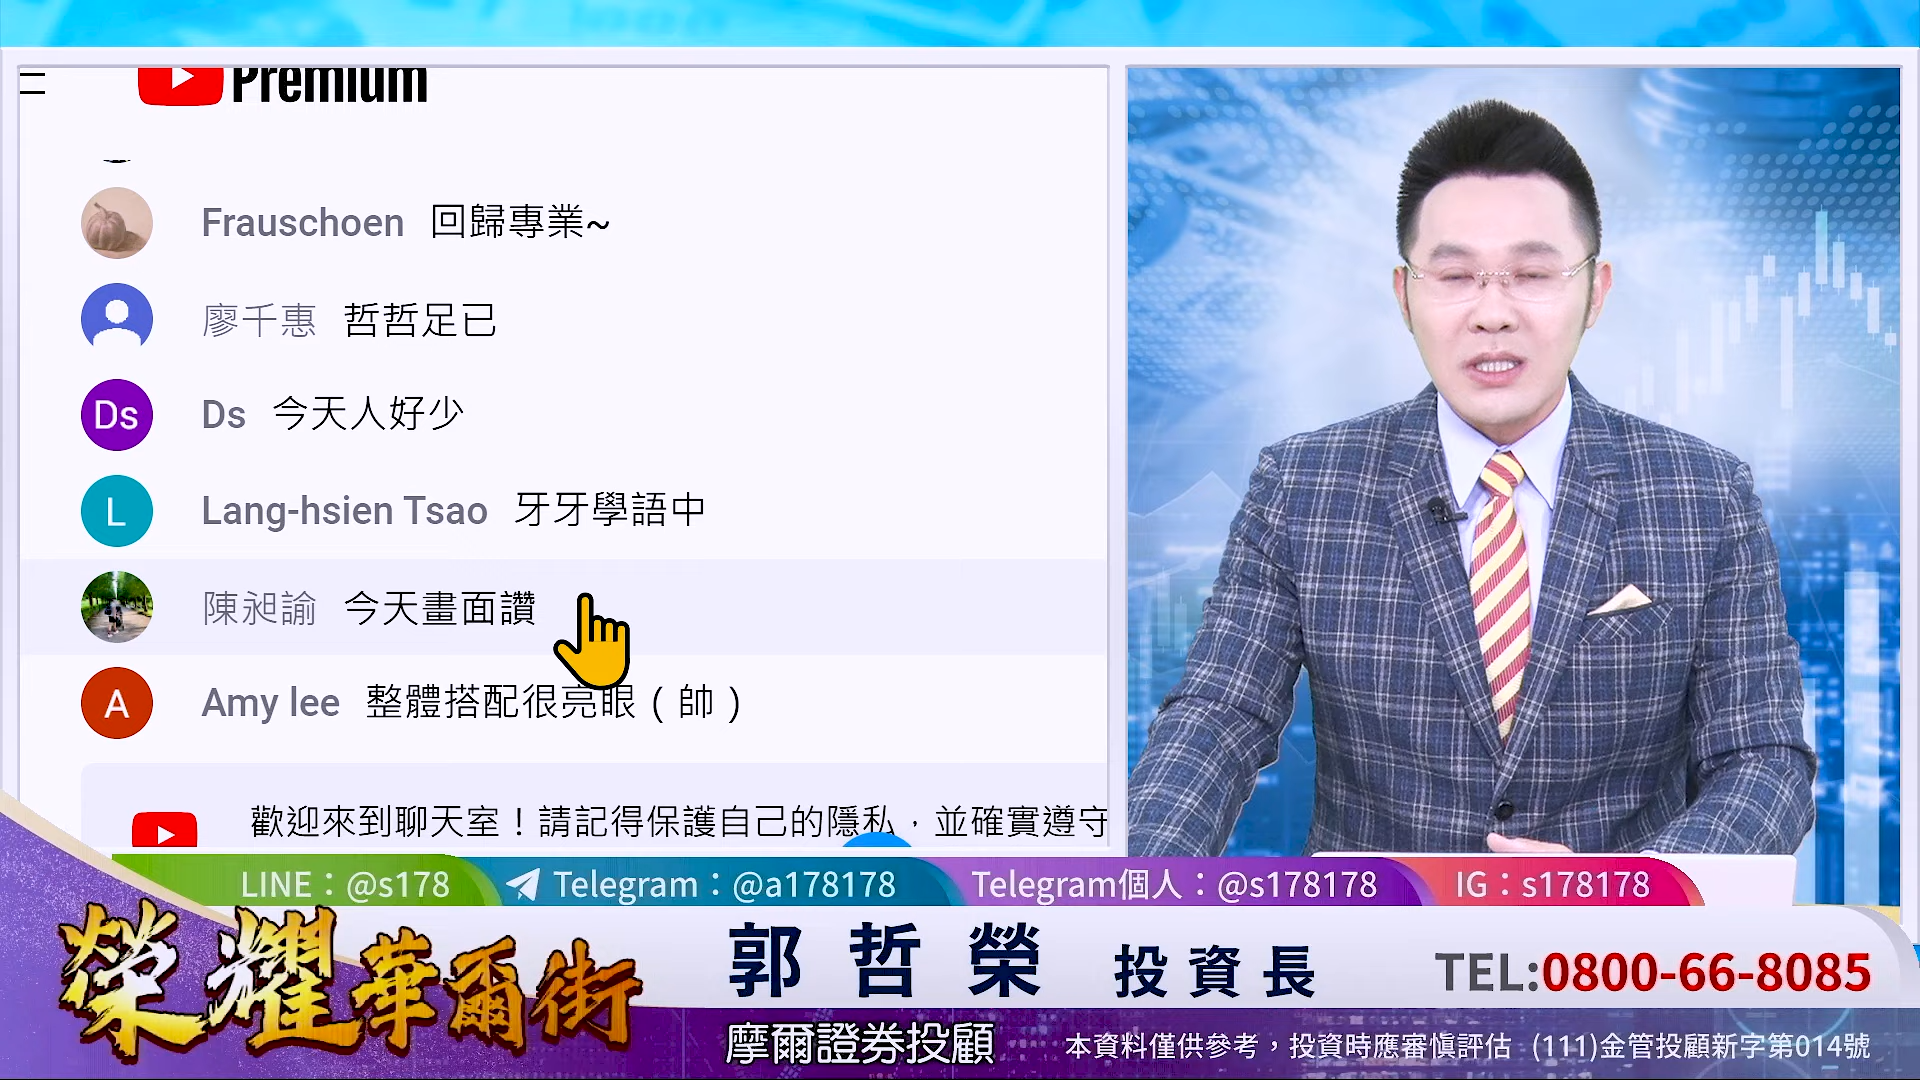 Premium
Frauschoen 回歸專業~
廖千惠 哲哲足已
Ds Ds 今天人好少
L Lang-hsien Tsao 牙牙學語中
陳昶諭 今天畫面讚
A Amy lee 整體搭配很亮眼（帥）
歡迎來到聊天室！請記得保護自己的隱私，並確實遵守
LINE：@s178 Telegram：@a178178 Telegram個人：@s178178 IG：s178178
榮耀華爾街
郭哲榮 投資長 TEL:0800-66-8085
摩爾證券投顧 本資料僅供參考，投資時應審慎評估 (111)金管投顧新字第014號